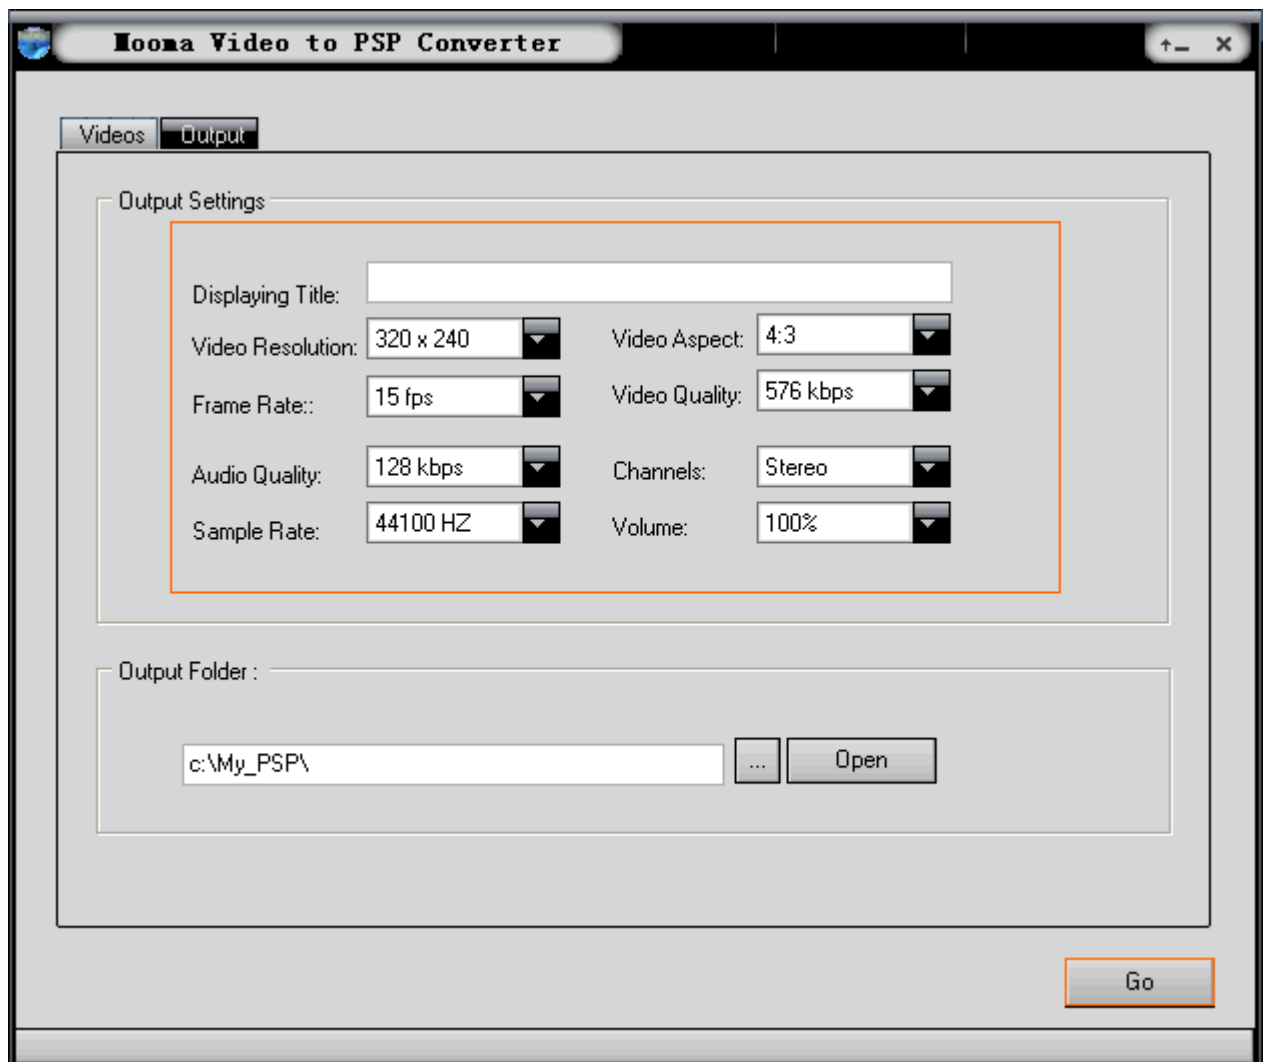 Mooma Video to PSP Converter
Videos Output
Output Settings
Displaying Title:
Video Resolution: 320 x 240 Video Aspect: 4:3
Frame Rate:: 15 fps Video Quality: 576 kbps
Audio Quality: 128 kbps Channels: Stereo
Sample Rate: 44100 HZ Volume: 100%
Output Folder :
c:\My_PSP\ ... Open
Go